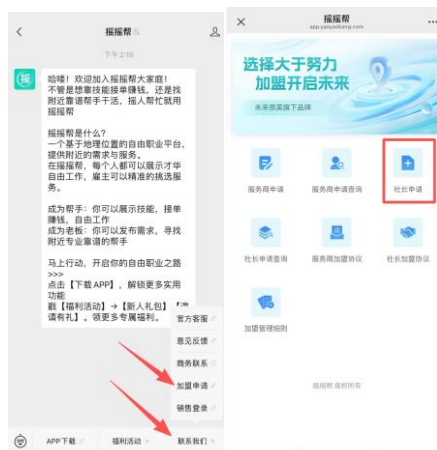 摇摇帮
下午2:16
摇
哈喽！欢迎加入摇摇帮大家庭！
不管是想靠技能接单赚钱，还是找
附近靠谱帮手干活，摇人帮忙就用
摇摇帮
摇摇帮是什么？
一个基于地理位置的自由职业平台，
提供附近的需求与服务。
在摇摇帮，每个人都可以展示才华
自由工作，雇主可以精准的挑选服
务。
成为帮手：你可以展示技能，接单
赚钱，自由工作
成为老板：你可以发布需求，寻找
附近专业靠谱的帮手
马上行动，开启你的自由职业之路
>>>
点击【下载APP】，解锁更多实用
功能
戳【福利活动】→【新人礼包】【邀
请有礼】。领更多专属福利。
官方客服
意见反馈
商务联系
加盟申请
销售登录
APP下载
福利活动
联系我们
摇摇帮
app.yaoyaobang.com
选择大于努力
加盟开启未来
服务商申请
服务商申请查询
社长申请
社长申请查询
服务商加盟协议
社长加盟协议
加盟管理细则
摇摇帮 版权所有